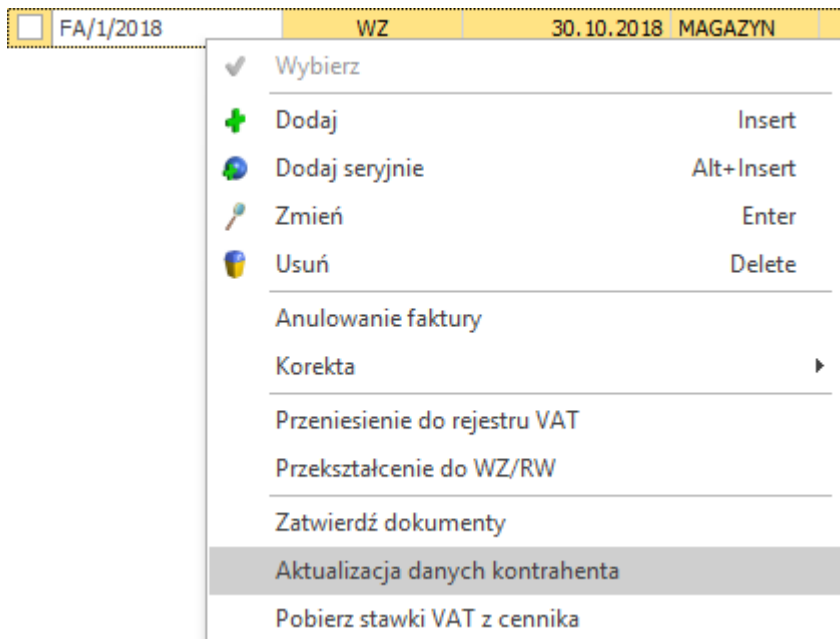 FA/1/2018 WZ 30.10.2018 MAGAZYN
Wybierz
Dodaj Insert
Dodaj seryjnie Alt+Insert
Zmień Enter
Usuń Delete
Anulowanie faktury
Korekta
Przeniesienie do rejestru VAT
Przekształcenie do WZ/RW
Zatwierdź dokumenty
Aktualizacja danych kontrahenta
Pobierz stawki VAT z cennika